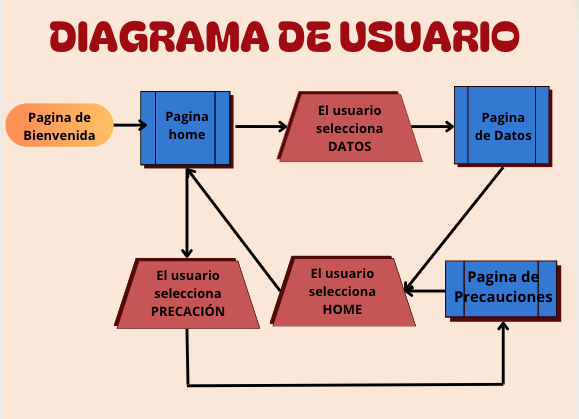 DIAGRAMA DE USUARIO
Pagina de
Bienvenida
Pagina
home
El usuario
selecciona
DATOS
Pagina
de Datos
El usuario
selecciona
PRECACIÓN
El usuario
selecciona
HOME
Pagina de
Precauciones